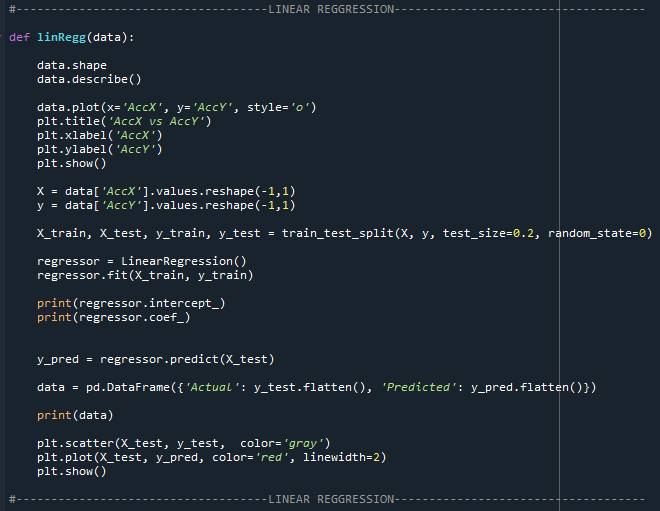 #------------------------------------LINEAR REGGRESSION------------------------------------
def linRegg(data):
    data.shape
    data.describe()
    data.plot(x='AccX', y='AccY', style='o')
    plt.title('AccX vs AccY')
    plt.xlabel('AccX')
    plt.ylabel('AccY')
    plt.show()
    X = data['AccX'].values.reshape(-1,1)
    y = data['AccY'].values.reshape(-1,1)
    X_train, X_test, y_train, y_test = train_test_split(X, y, test_size=0.2, random_state=0)
    regressor = LinearRegression()
    regressor.fit(X_train, y_train)
    print(regressor.intercept_)
    print(regressor.coef_)
    y_pred = regressor.predict(X_test)
    data = pd.DataFrame({'Actual': y_test.flatten(), 'Predicted': y_pred.flatten()})
    print(data)
    plt.scatter(X_test, y_test,  color='gray')
    plt.plot(X_test, y_pred, color='red', linewidth=2)
    plt.show()
#------------------------------------LINEAR REGGRESSION------------------------------------